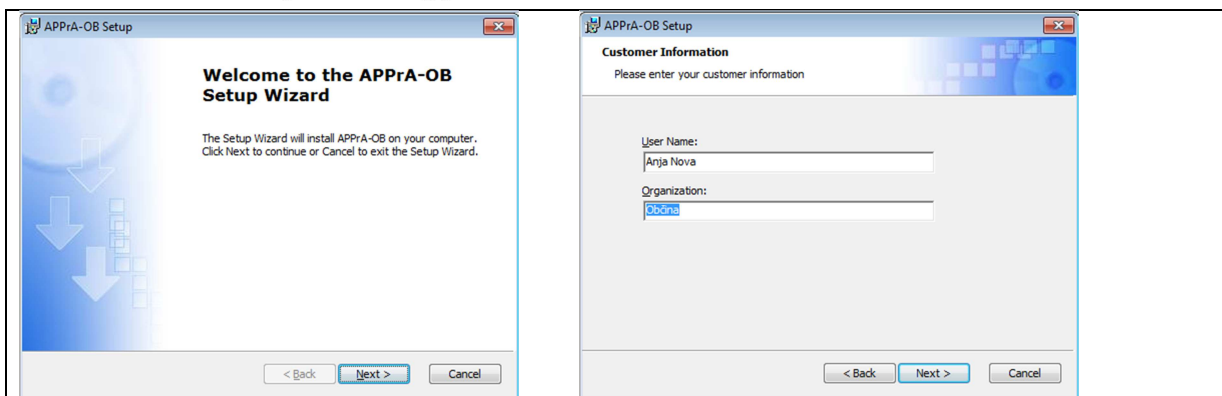 APPrA-OB Setup
Welcome to the APPrA-OB
Setup Wizard
The Setup Wizard will install APPrA-OB on your computer.
Click Next to continue or Cancel to exit the Setup Wizard.
< Back
Next >
Cancel
APPrA-OB Setup
Customer Information
Please enter your customer information
User Name:
Anja Nova
Organization:
Občina
< Back
Next >
Cancel